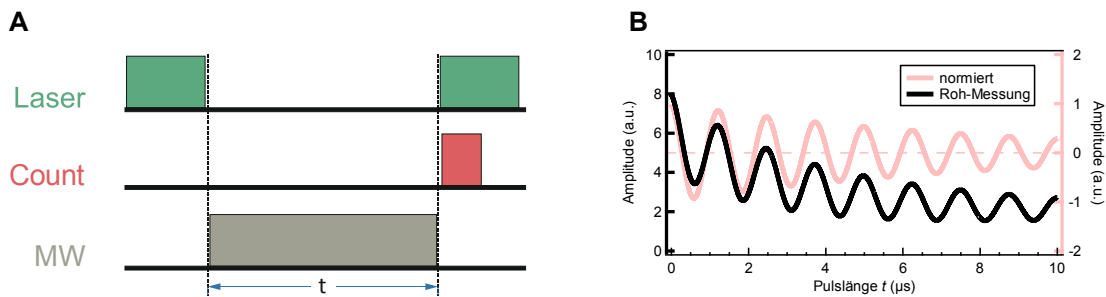 A
Laser
Count
MW
t
B
Amplitude (a.u.)
10
8
6
4
2
0
normiert
Roh-Messung
2
1
0
-1
-2
Amplitude (a.u.)
0
2
4
6
8
10
Pulslänge t (µs)